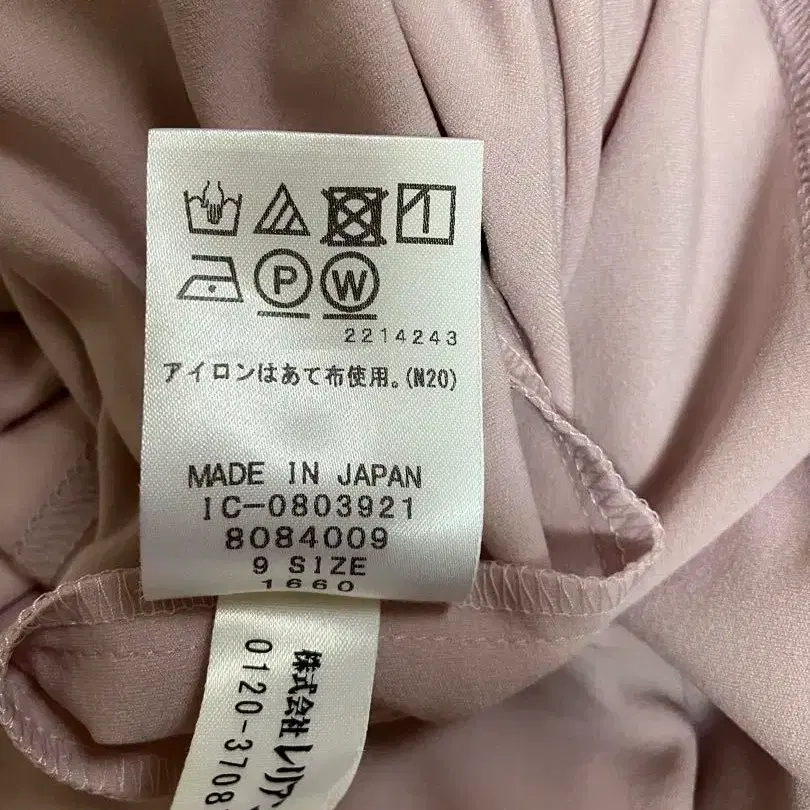 P W
2214243
アイロンはあて布使用。(N20)
MADE IN JAPAN
IC-0803921
8084009
9 SIZE
1660
株式会社 レリア
0120-3708